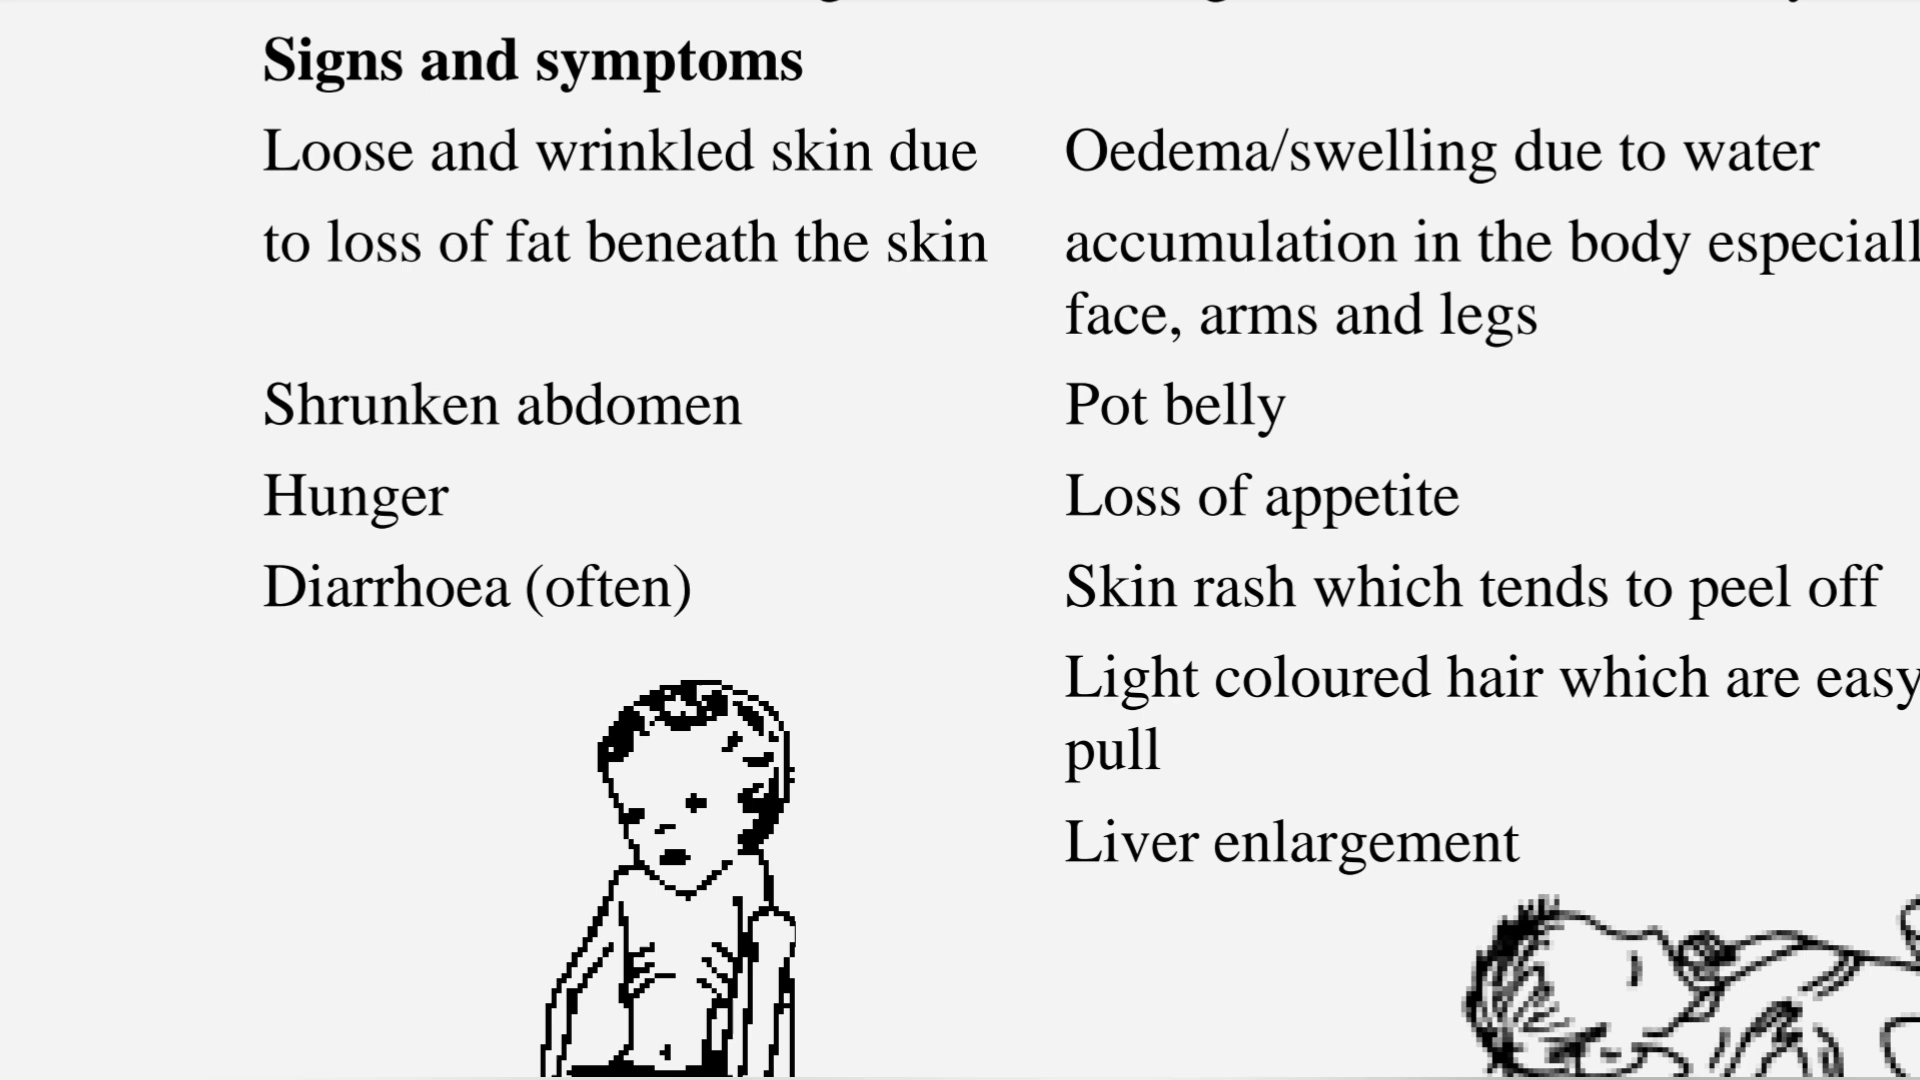 Signs and symptoms
Loose and wrinkled skin due
to loss of fat beneath the skin
Oedema/swelling due to water
accumulation in the body especiall
face, arms and legs
Shrunken abdomen
Pot belly
Hunger
Loss of appetite
Diarrhoea (often)
Skin rash which tends to peel off
Light coloured hair which are easy
pull
Liver enlargement